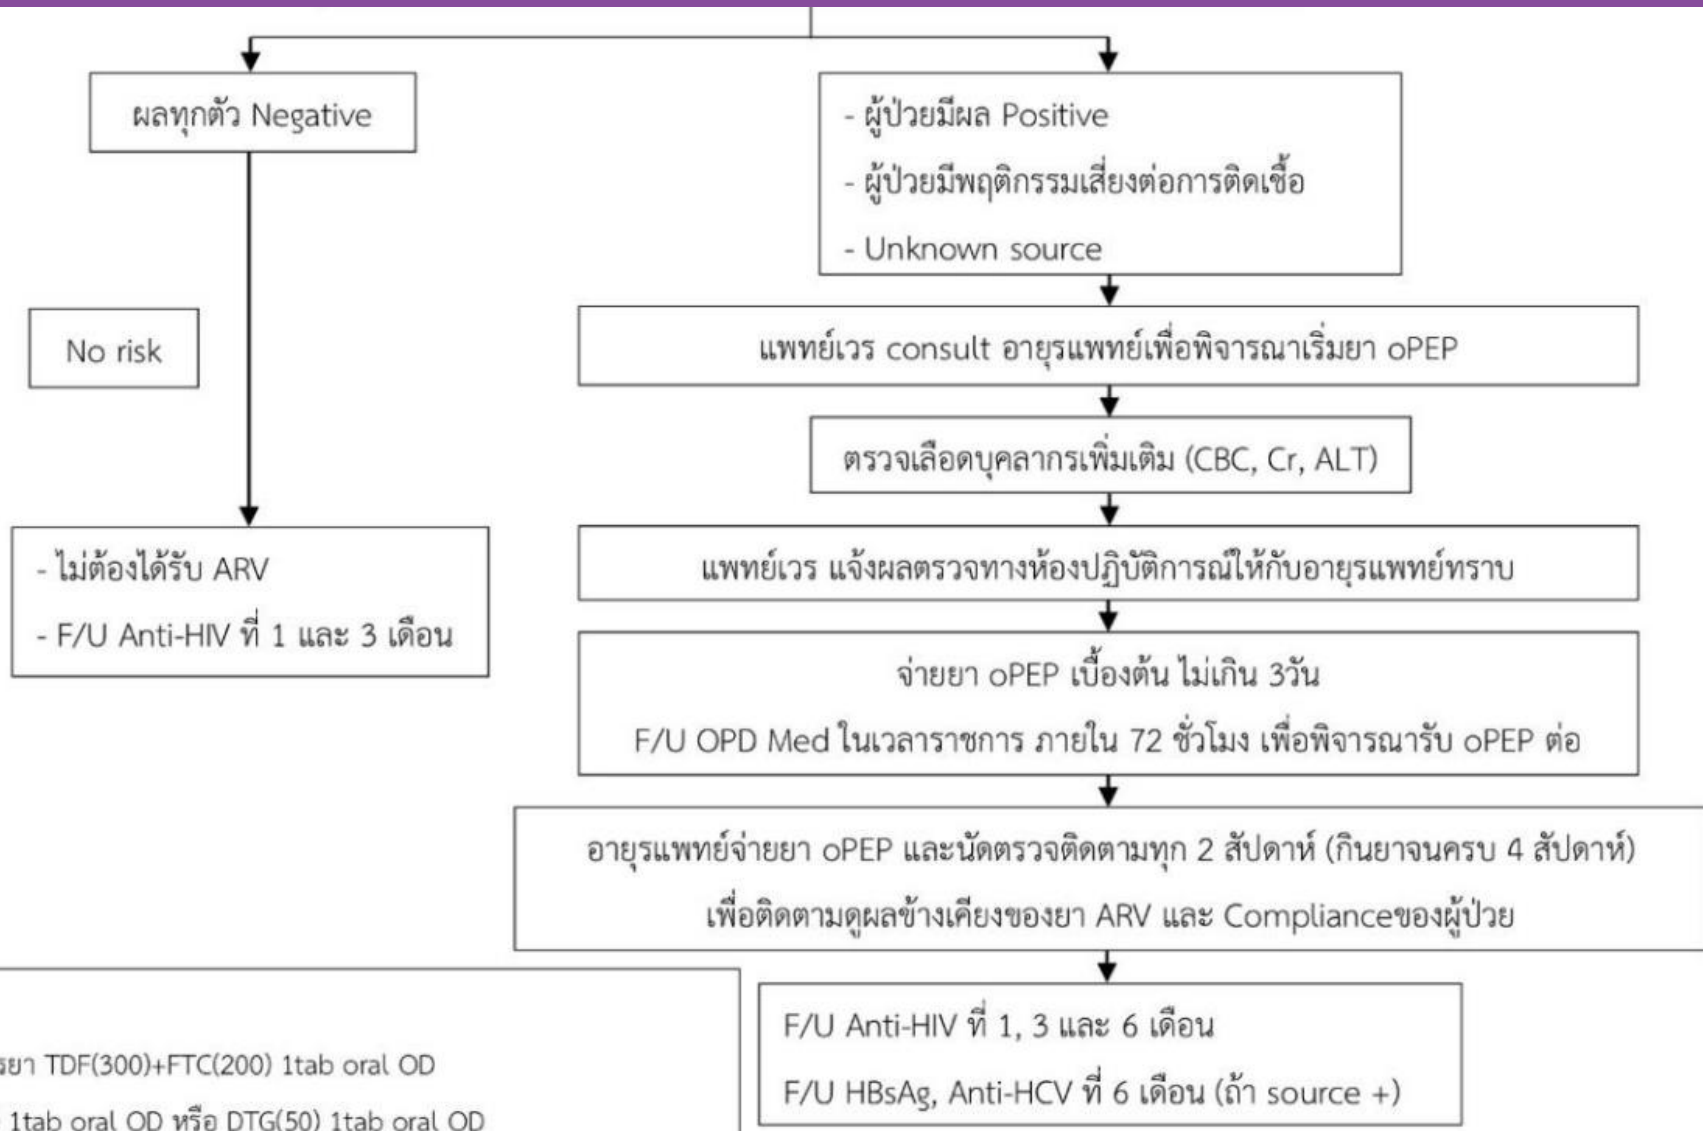 ผลทุกตัว Negative
- ผู้ป่วยมีผล Positive
- ผู้ป่วยมีพฤติกรรมเสี่ยงต่อการติดเชื้อ
- Unknown source
No risk
แพทย์เวร consult อายุรแพทย์เพื่อพิจารณาเริ่มยา oPEP
ตรวจเลือดบุคลากรเพิ่มเติม (CBC, Cr, ALT)
- ไม่ต้องได้รับ ARV
- F/U Anti-HIV ที่ 1 และ 3 เดือน
แพทย์เวร แจ้งผลตรวจทางห้องปฏิบัติการณ์ให้กับอายุรแพทย์ทราบ
จ่ายยา oPEP เบื้องต้น ไม่เกิน 3วัน
F/U OPD Med ในเวลาราชการ ภายใน 72 ชั่วโมง เพื่อพิจารณารับ oPEP ต่อ
อายุรแพทย์จ่ายยา oPEP และนัดตรวจติดตามทุก 2 สัปดาห์ (กินยาจนครบ 4 สัปดาห์)
เพื่อติดตามดูผลข้างเคียงของยา ARV และ Complianceของผู้ป่วย
F/U Anti-HIV ที่ 1, 3 และ 6 เดือน
F/U HBsAg, Anti-HCV ที่ 6 เดือน (ถ้า source +)
TDF(300)+FTC(200) 1tab oral OD
1tab oral OD หรือ DTG(50) 1tab oral OD